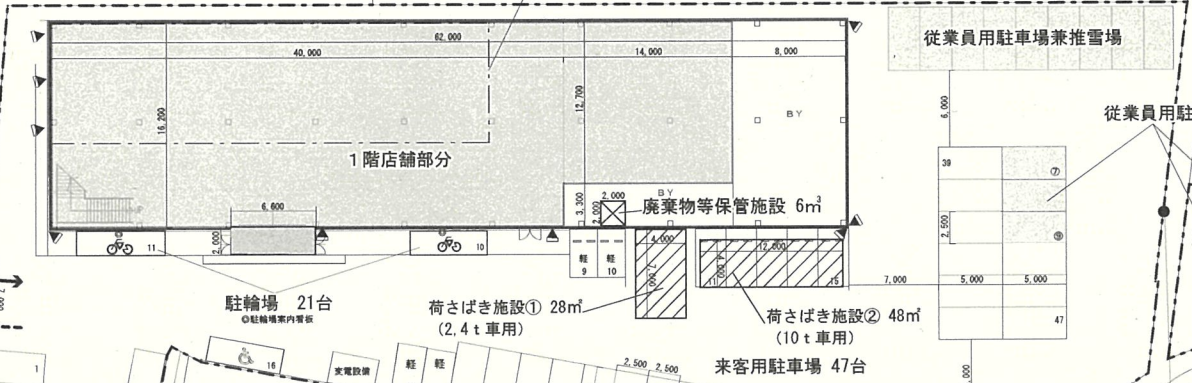 62,000
40,000
14,000
8,000
従業員用駐車場兼推雪場
6,000
従業員用駐
16,200
12,700
BY
1階店舗部分
39
⑦
BY
2,000
廃棄物等保管施設 6㎥
6,600
3,300
2,000
2,500
2,000
11
10
4,000
12,000
軽
9
軽
10
7,000
4,000
11
15
7,000
5,000
5,000
駐輪場 21台
◎駐輪場案内看板
荷さばき施設① 28㎡
(2,4t車用)
荷さばき施設② 48㎡
(10t車用)
47
来客用駐車場 47台
16
変電設備
軽
軽
2,500
2,500
1